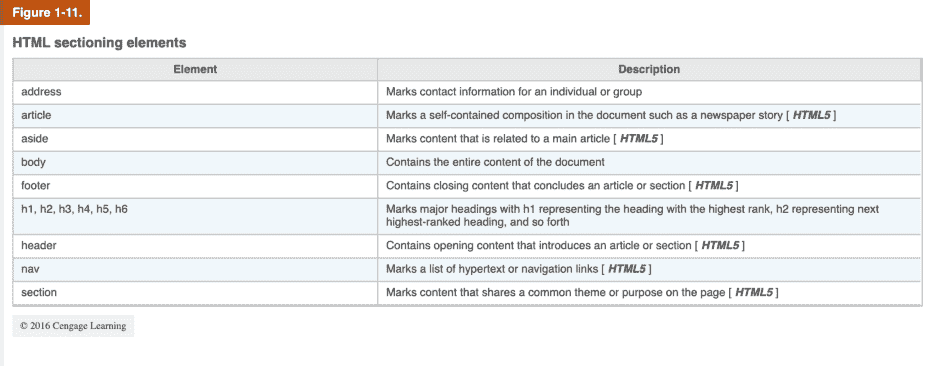 Figure 1-11.
HTML sectioning elements
Element Description
address Marks contact information for an individual or group
article Marks a self-contained composition in the document such as a newspaper story [ HTML5 ]
aside Marks content that is related to a main article [ HTML5 ]
body Contains the entire content of the document
footer Contains closing content that concludes an article or section [ HTML5 ]
h1, h2, h3, h4, h5, h6 Marks major headings with h1 representing the heading with the highest rank, h2 representing next
highest-ranked heading, and so forth
header Contains opening content that introduces an article or section [ HTML5 ]
nav Marks a list of hypertext or navigation links [ HTML5 ]
section Marks content that shares a common theme or purpose on the page [ HTML5 ]
© 2016 Cengage Learning